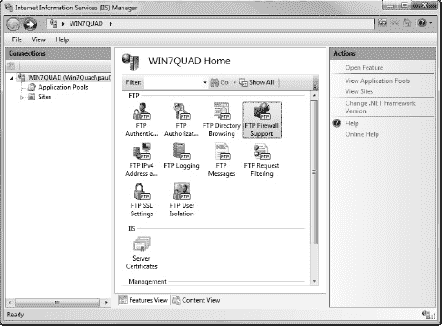 Internet Information Services (IIS) Manager
WIN7QUAD
File View Help
Connections
WIN7QUAD (Win7Quad\paul
Application Pools
Sites
WIN7QUAD Home
Filter: Go Show All
FTP
FTP Authentic... FTP Authorizat... FTP Directory Browsing FTP Firewall Support
FTP IPv4 Address a... FTP Logging FTP Messages FTP Request Filtering
FTP SSL Settings FTP User Isolation
IIS
Server Certificates
Management
Features View Content View
Actions
Open Feature
View Application Pools
View Sites
Change .NET Framework Version
Help
Online Help
Ready